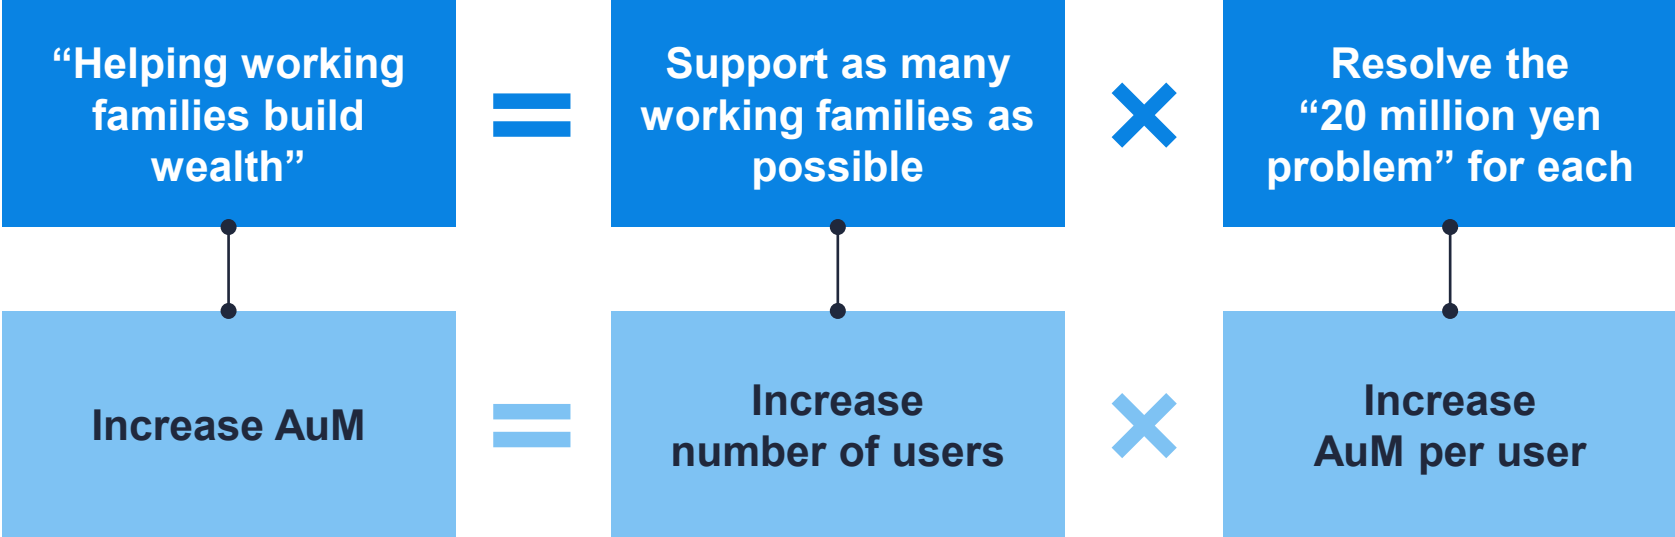 “Helping working
families build
wealth”
=
Support as many
working families as
possible
×
Resolve the
“20 million yen
problem” for each
Increase AuM
=
Increase
number of users
×
Increase
AuM per user